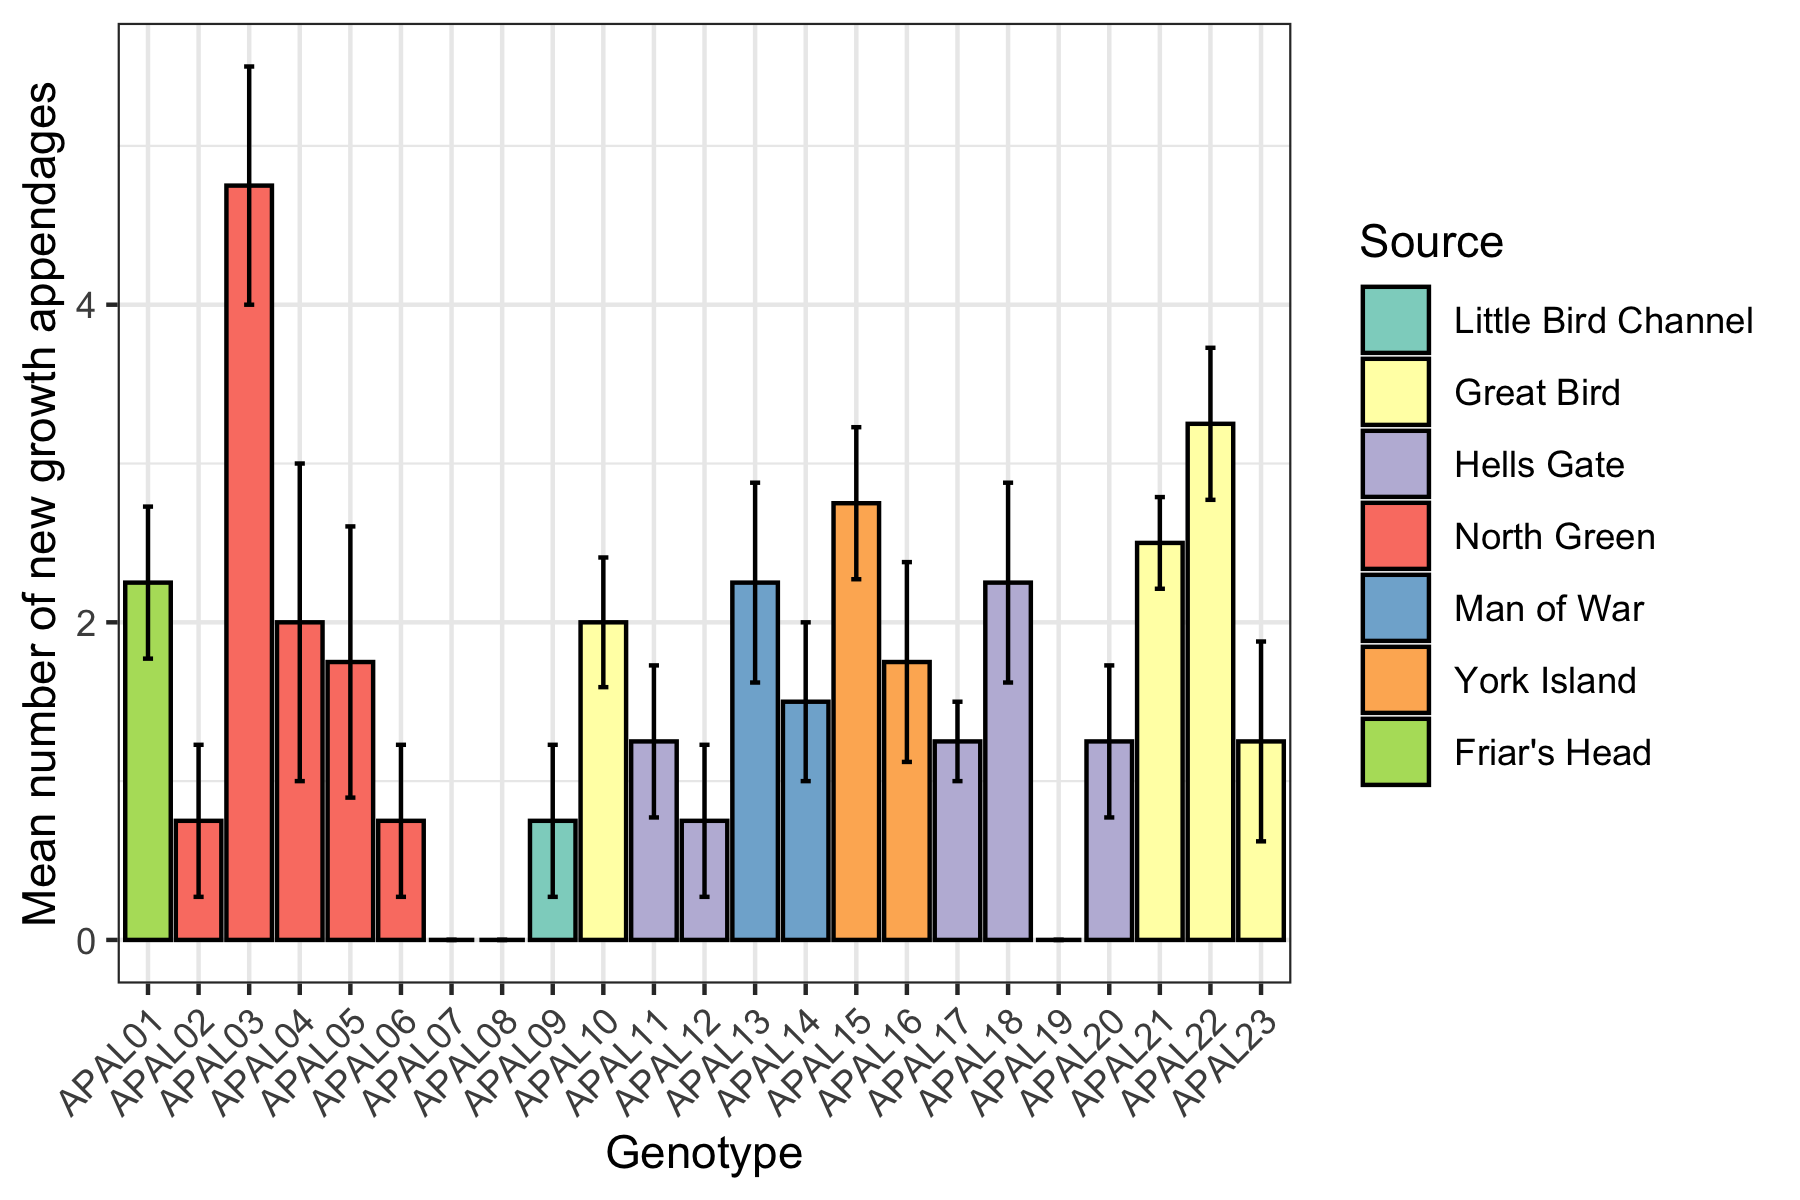 Mean number of new growth appendages
4
2
0
APAL01
APAL02
APAL03
APAL04
APAL05
APAL06
APAL07
APAL08
APAL09
APAL10
APAL11
APAL12
APAL13
APAL14
APAL15
APAL16
APAL17
APAL18
APAL19
APAL20
APAL21
APAL22
APAL23
Genotype
Source
Little Bird Channel
Great Bird
Hells Gate
North Green
Man of War
York Island
Friar's Head